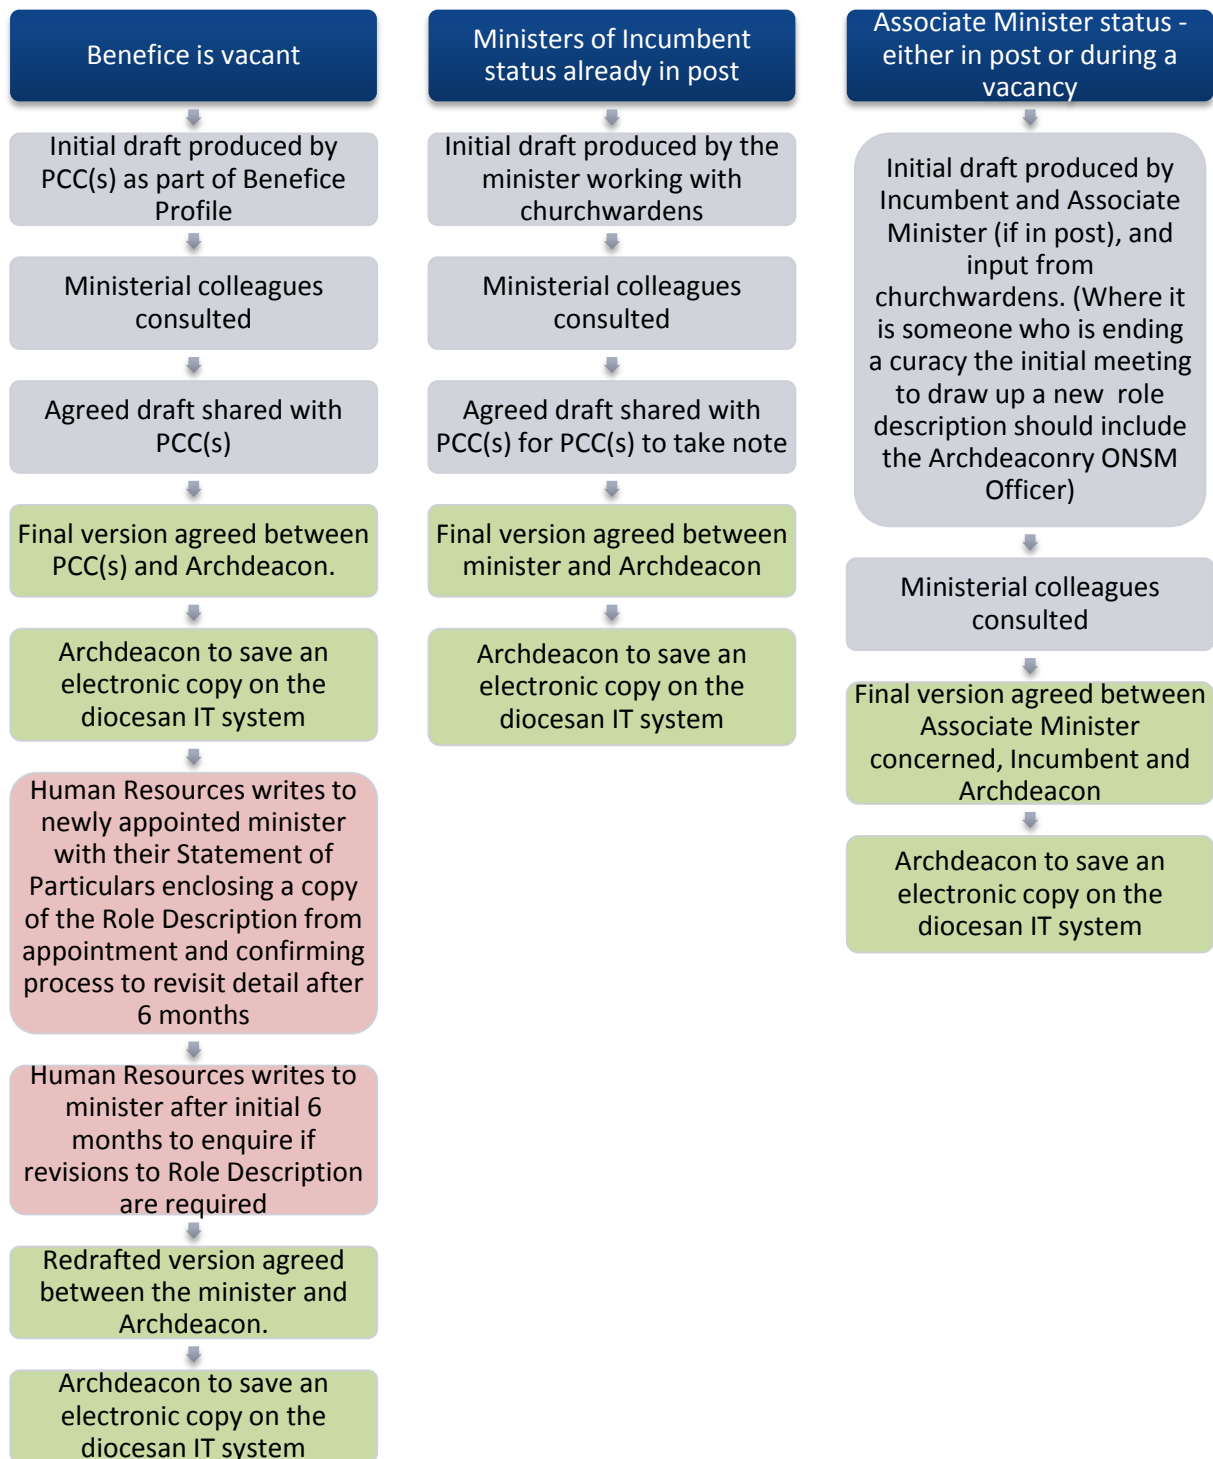 Benefice is vacant
Initial draft produced by
PCC(s) as part of Benefice
Profile
Ministerial colleagues
consulted
Agreed draft shared with
PCC(s)
Final version agreed between
PCC(s) and Archdeacon.
Archdeacon to save an
electronic copy on the
diocesan IT system
Human Resources writes to
newly appointed minister
with their Statement of
Particulars enclosing a copy
of the Role Description from
appointment and confirming
process to revisit detail after
6 months
Human Resources writes to
minister after initial 6
months to enquire if
revisions to Role Description
are required
Redrafted version agreed
between the minister and
Archdeacon.
Archdeacon to save an
electronic copy on the
diocesan IT system
Ministers of Incumbent
status already in post
Initial draft produced by the
minister working with
churchwardens
Ministerial colleagues
consulted
Agreed draft shared with
PCC(s) for PCC(s) to take note
Final version agreed between
minister and Archdeacon
Archdeacon to save an
electronic copy on the
diocesan IT system
Associate Minister status -
either in post or during a
vacancy
Initial draft produced by
Incumbent and Associate
Minister (if in post), and
input from
churchwardens. (Where it
is someone who is ending
a curacy the initial meeting
to draw up a new  role
description should include
the Archdeaconry ONSM
Officer)
Ministerial colleagues
consulted
Final version agreed between
Associate Minister
concerned, Incumbent and
Archdeacon
Archdeacon to save an
electronic copy on the
diocesan IT system